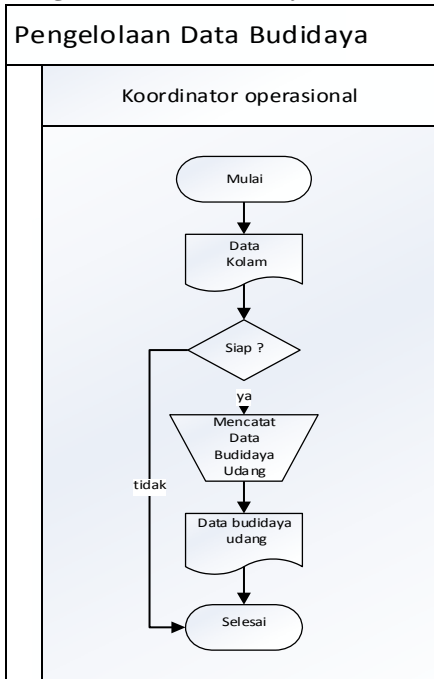 Pengelolaan Data Budidaya
Koordinator operasional
Mulai
Data
Kolam
Siap ?
ya
Mencatat
Data
Budidaya
Udang
tidak
Data budidaya
udang
Selesai